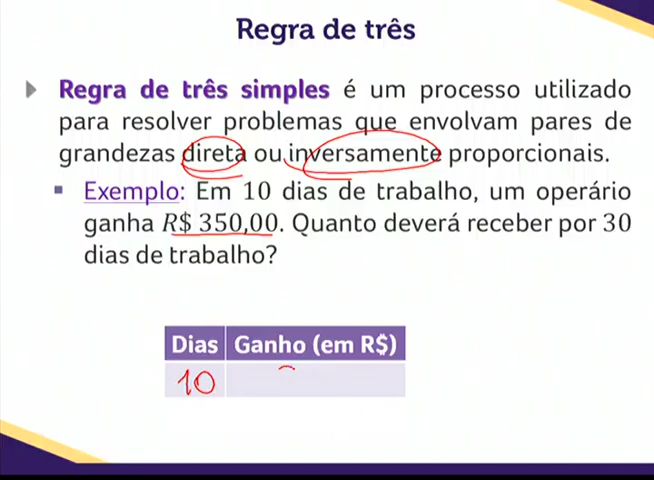 Regra de três
Regra de três simples é um processo utilizado
para resolver problemas que envolvam pares de
grandezas direta ou inversamente proporcionais.
Exemplo: Em 10 dias de trabalho, um operário
ganha R$ 350,00. Quanto deverá receber por 30
dias de trabalho?
Dias Ganho (em R$)
10